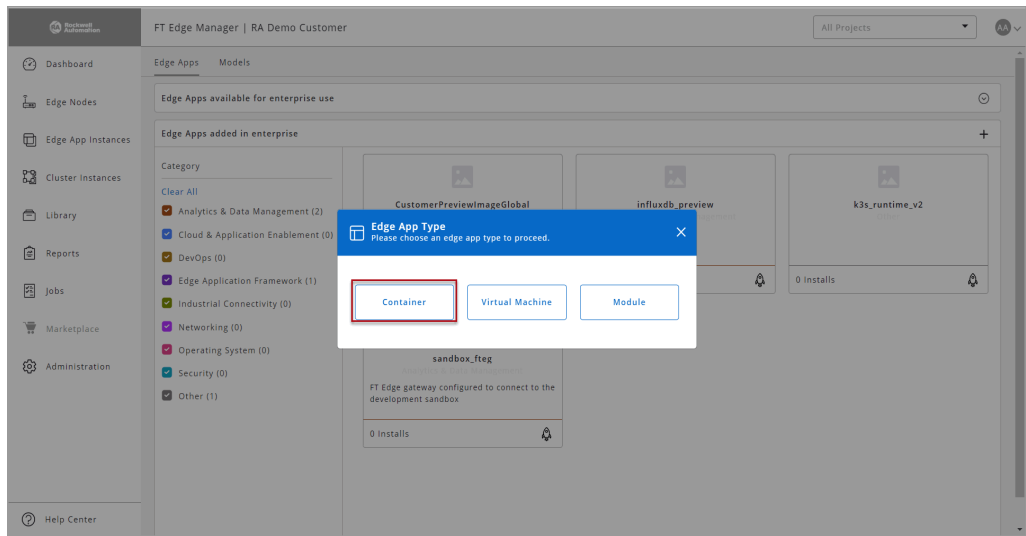 Rockwell
Automation
FT Edge Manager | RA Demo Customer
All Projects
AA
Dashboard
Edge Nodes
Edge App Instances
Cluster Instances
Library
Reports
Jobs
Marketplace
Administration
Help Center
Edge Apps
Models
Edge Apps available for enterprise use
Edge Apps added in enterprise
Category
Clear All
Analytics & Data Management (2)
Cloud & Application Enablement (0)
DevOps (0)
Edge Application Framework (1)
Industrial Connectivity (0)
Networking (0)
Operating System (0)
Security (0)
Other (1)
CustomerPreviewImageGlobal
influxdb_preview
k3s_runtime_v2
0 Installs
Edge App Type
Please choose an edge app type to proceed.
Container
Virtual Machine
Module
sandbox_fteg
FT Edge gateway configured to connect to the
development sandbox
0 Installs